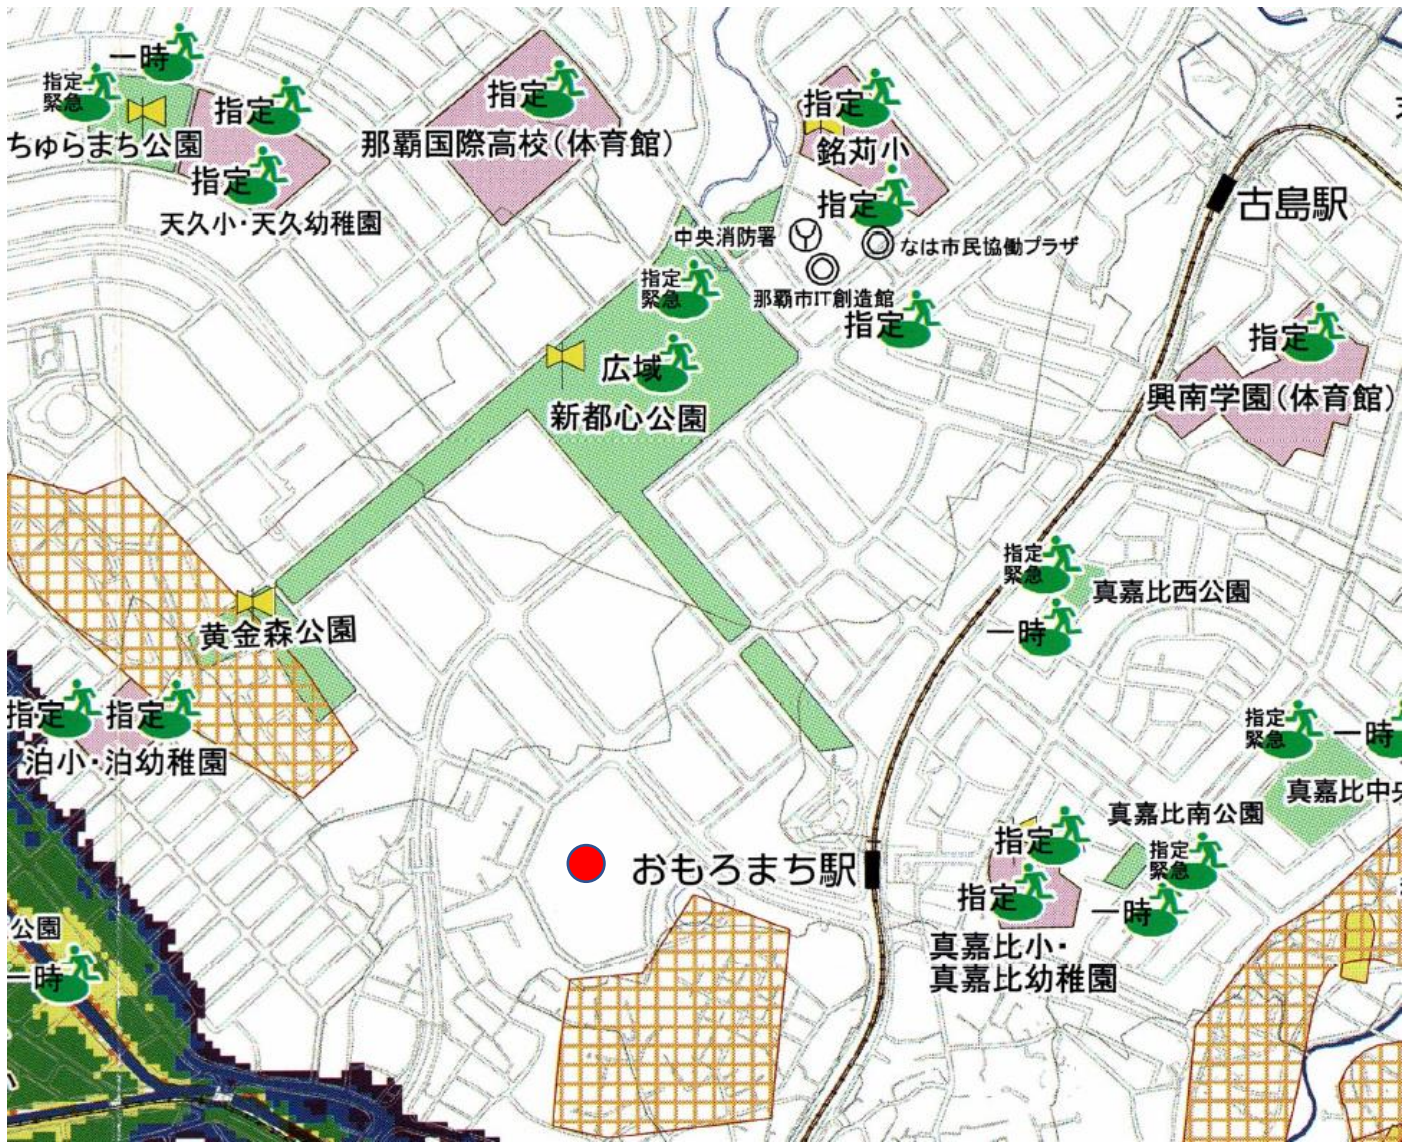 一時
指定
緊急
ちゅらまち公園
指定
指定
天久小・天久幼稚園
指定
那覇国際高校(体育館)
指定
銘苅小
指定
中央消防署
なは市民協働プラザ
那覇市IT創造館
指定
古島駅
指定
緊急
広域
新都心公園
指定
興南学園(体育館)
指定
緊急
真嘉比西公園
一時
黄金森公園
指定
指定
泊小・泊幼稚園
指定
緊急
一時
真嘉比中央
真嘉比南公園
指定
緊急
一時
指定
指定
真嘉比小・
真嘉比幼稚園
おもろまち駅
公園
一時